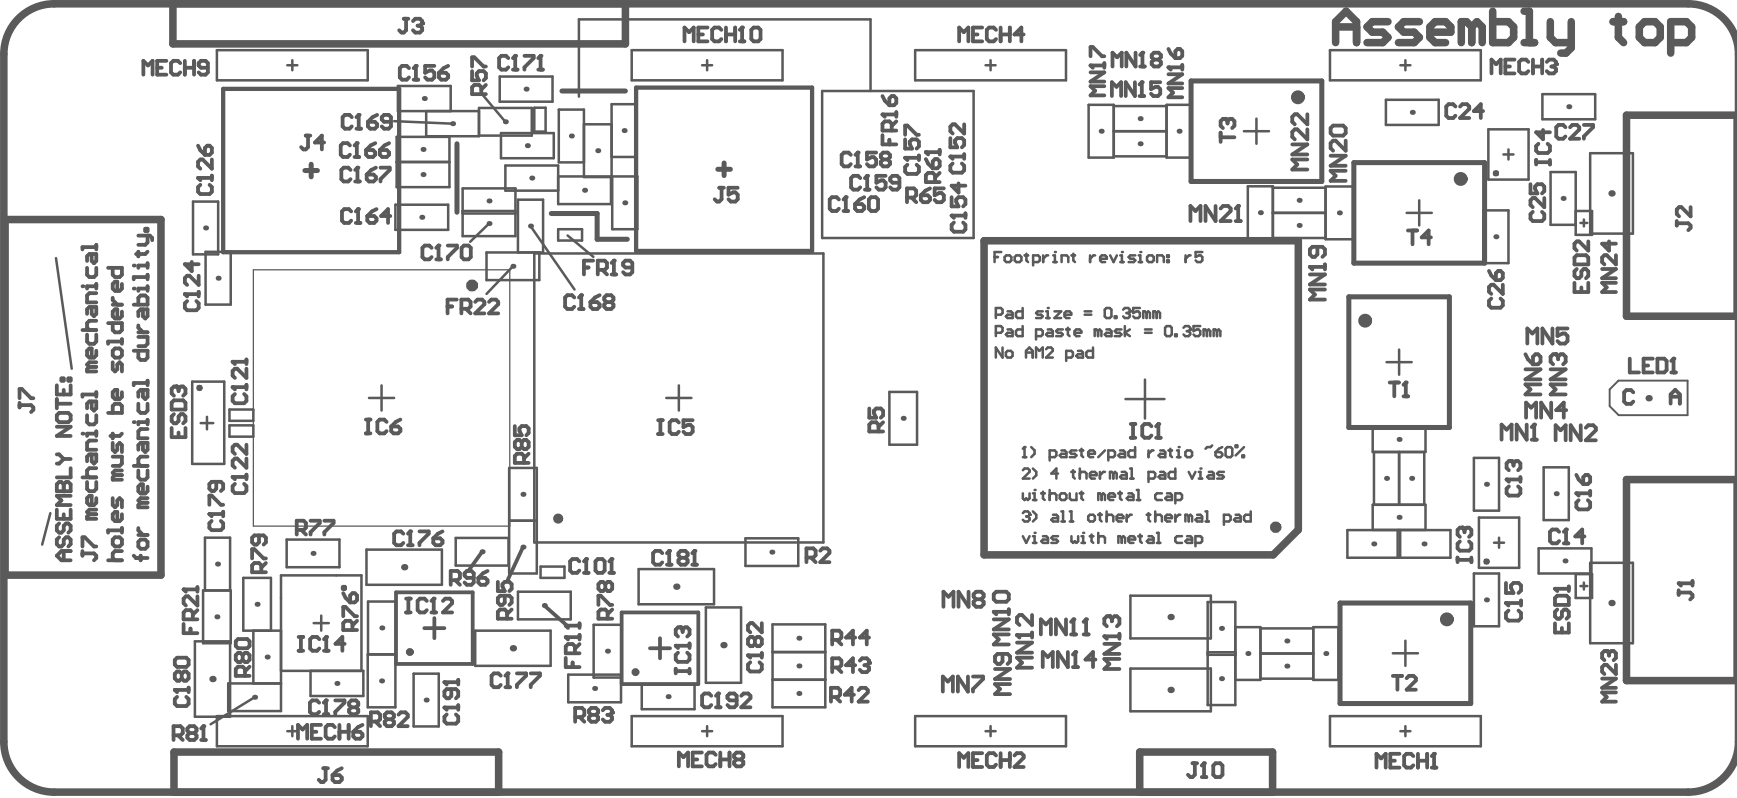 Assembly top
J3
MECH10
MECH4
MECH9
C156
R57
C171
MN17
MN18
MN16
MN15
MECH3
C169
J4
C166
C167
C164
C126
C170
J5
FR16
C157
C152
C158
R61
C159
R65
C160
C154
T3
MN22
MN20
C24
C27
IC4
C25
MN21
T4
MN19
C26
ESD2
MN24
J2
C124
FR22
FR19
C168
J7
ASSEMBLY NOTE:
J7 mechanical mechanical
holes must be soldered
for mechanical durability.
Footprint revision: r5
Pad size = 0.35mm
Pad paste mask = 0.35mm
No AM2 pad
IC1
1) paste/pad ratio ~60%
2) 4 thermal pad vias
without metal cap
3) all other thermal pad
vias with metal cap
ESD3
C121
C122
IC6
IC5
R85
R5
T1
MN5
MN6
MN3
MN4
MN1
MN2
LED1
C
A
C179
R77
R79
C176
R96
R95
C101
C181
R2
C13
C16
IC3
C14
C15
ESD1
J1
MN23
FR21
R76
IC12
IC14
R80
C180
FR11
R78
IC13
C182
R44
R43
R42
MN8
MN10
MN12
MN11
MN13
MN9
MN14
MN7
T2
C177
C178
R81
R82
C191
R83
C192
MECH6
MECH8
MECH2
MECH1
J6
J10